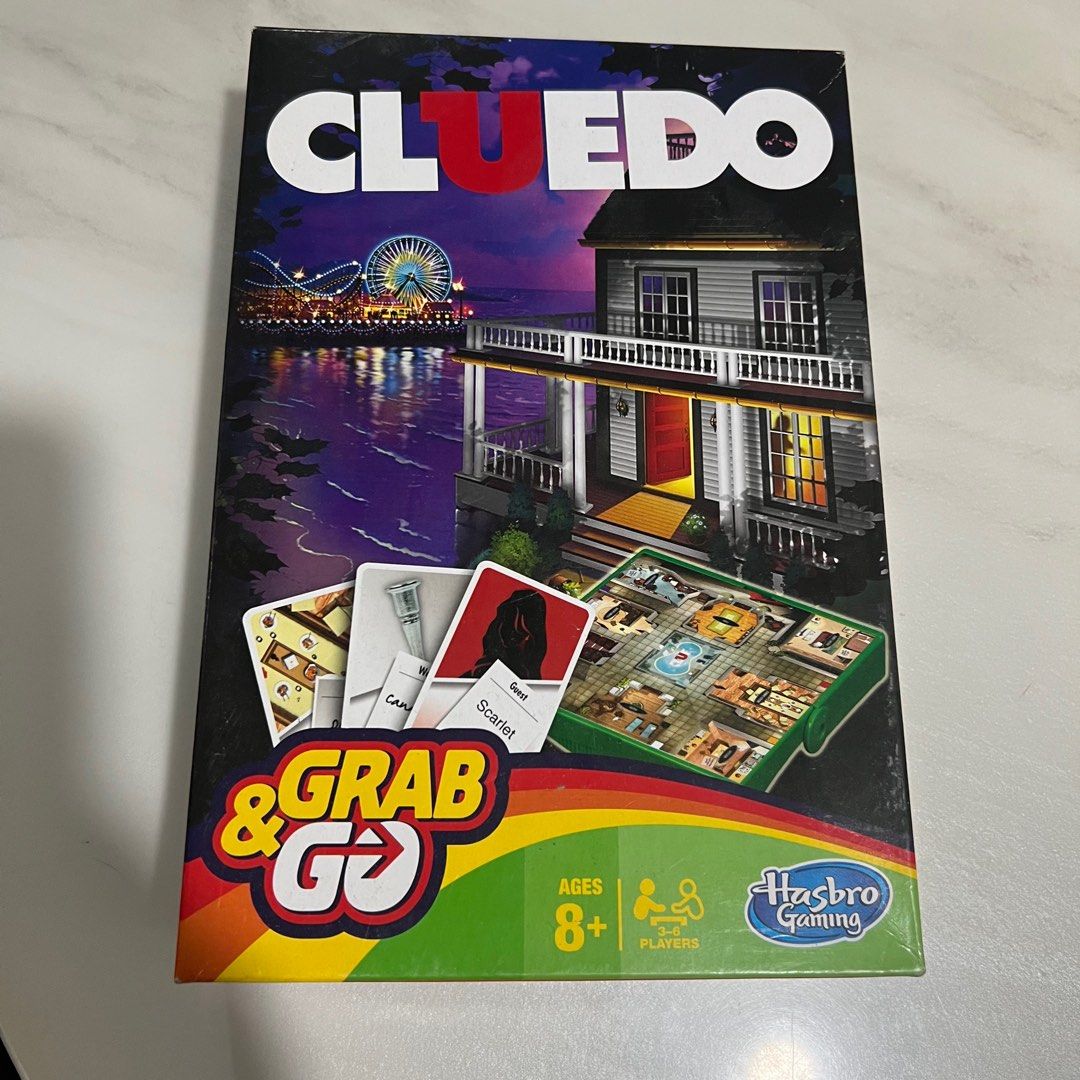 CLUEDO
Guest
Scarlet
GRAB
& GO
AGES
8+
3-6
PLAYERS
Hasbro
Gaming